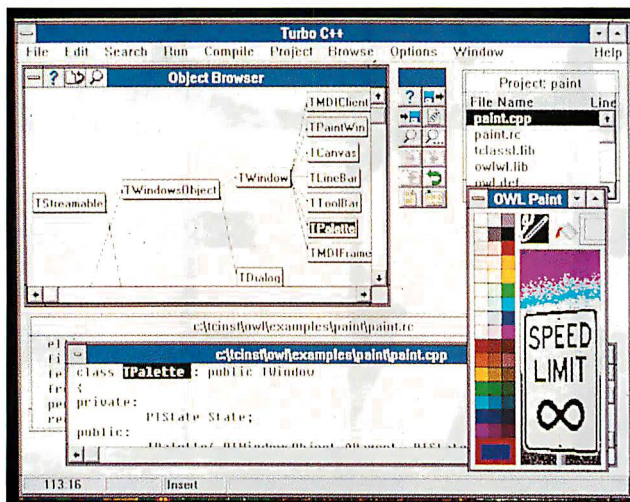 Turbo C++
File Edit Search Run Compile Project Browse Options Window Help
Object Browser
TStreamable
TWindowsObject
TWindow
TDialog
TMDIClient
TPaintWin
TCanvas
TLineBar
TToolBar
TPalette
TMDIFrame
Project: paint
File Name Line
paint.cpp
paint.rc
tclassl.lib
owlwl.lib
owl.def
OWL Paint
SPEED
LIMIT
∞
c:\tcinst\owl\examples\paint\paint.rc
c:\tcinst\owl\examples\paint\paint.cpp
class TPalette : public TWindow
{
private:
PTState State;
public:
113:16 Insert